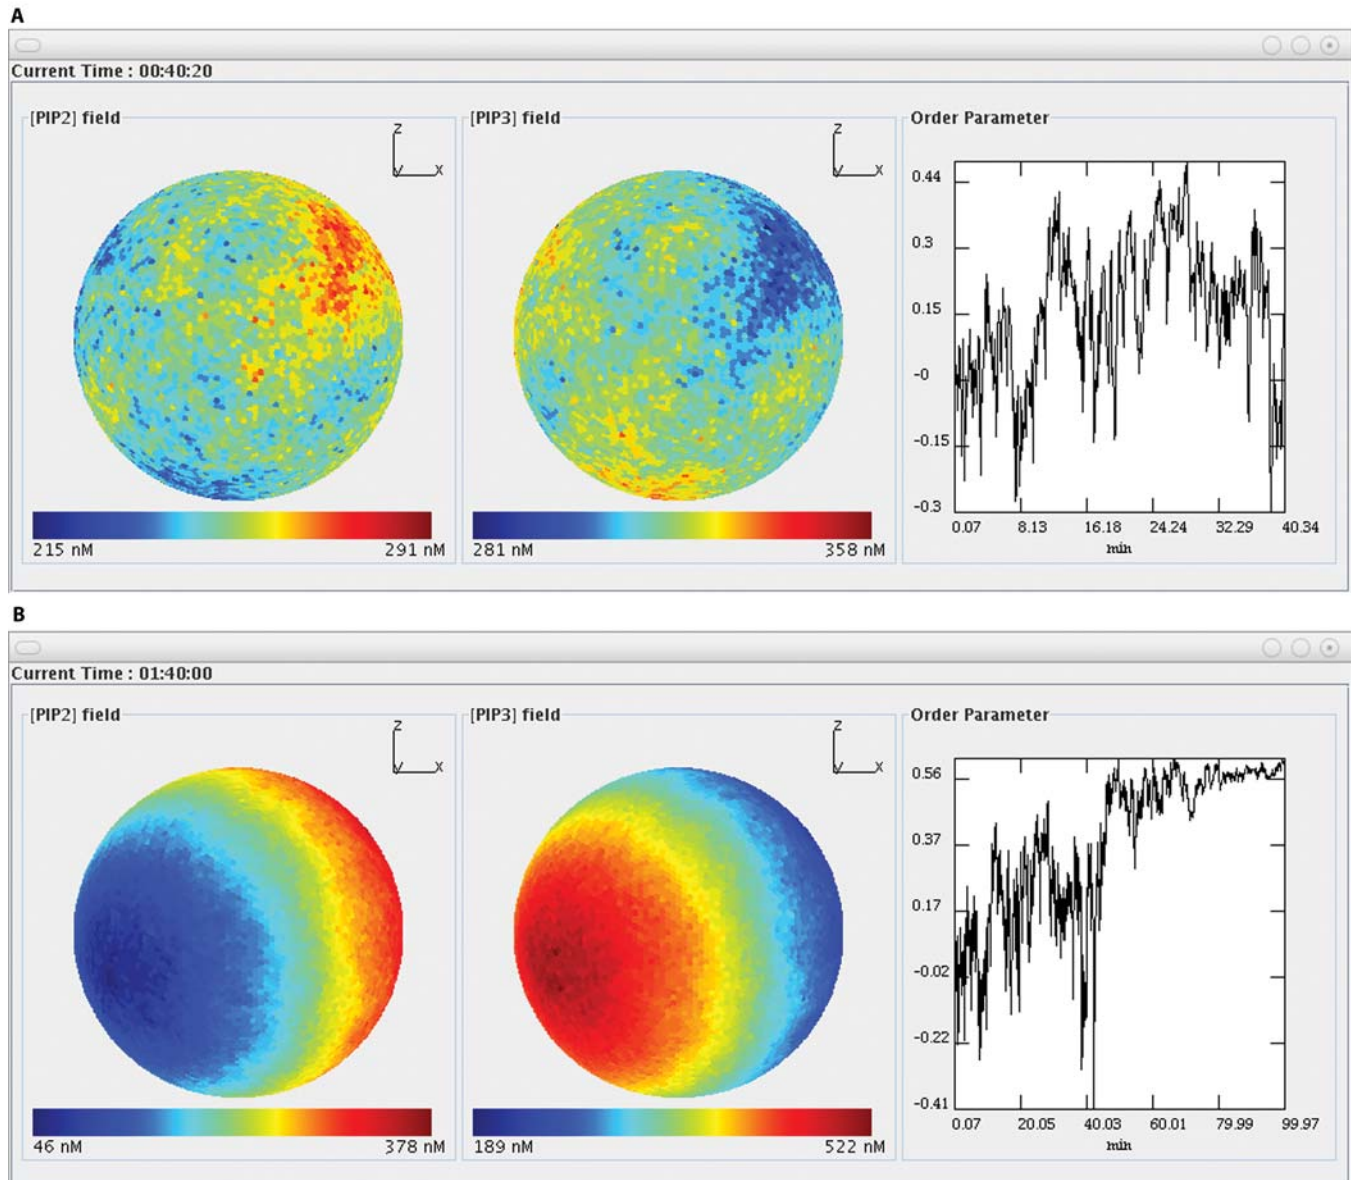 A
Current Time : 00:40:20
[PIP2] field
Z
Y
X
215 nM
291 nM
[PIP3] field
Z
Y
X
281 nM
358 nM
Order Parameter
0.44
0.3
0.15
-0
-0.15
-0.3
0.07 8.13 16.18 24.24 32.29 40.34
min
B
Current Time : 01:40:00
[PIP2] field
Z
Y
X
46 nM
378 nM
[PIP3] field
Z
Y
X
189 nM
522 nM
Order Parameter
0.56
0.37
0.17
-0.02
-0.22
-0.41
0.07 20.05 40.03 60.01 79.99 99.97
min